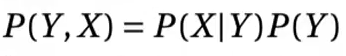 P(Y,X) = P(X|Y)P(Y)